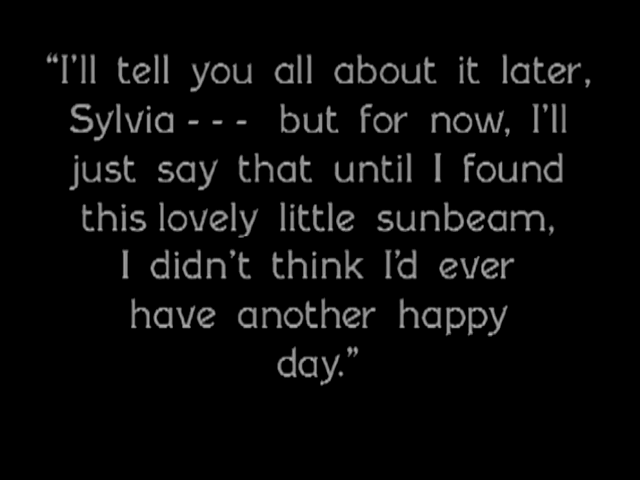 “I’ll tell you all about it later,
Sylvia - - - but for now, I’ll
just say that until I found
this lovely little sunbeam,
I didn’t think I’d ever
have another happy
day.”